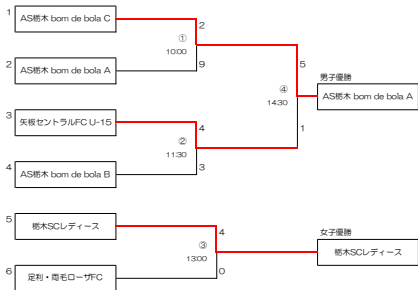 1
AS栃木 bom de bola C
2
①
10:00
9
2
AS栃木 bom de bola A
5
④
14:30
1
男子優勝
AS栃木 bom de bola A
3
矢板セントラルFC U-15
4
②
11:30
3
4
AS栃木 bom de bola B
5
栃木SCレディース
4
③
13:00
0
女子優勝
栃木SCレディース
6
足利・両毛ローザFC